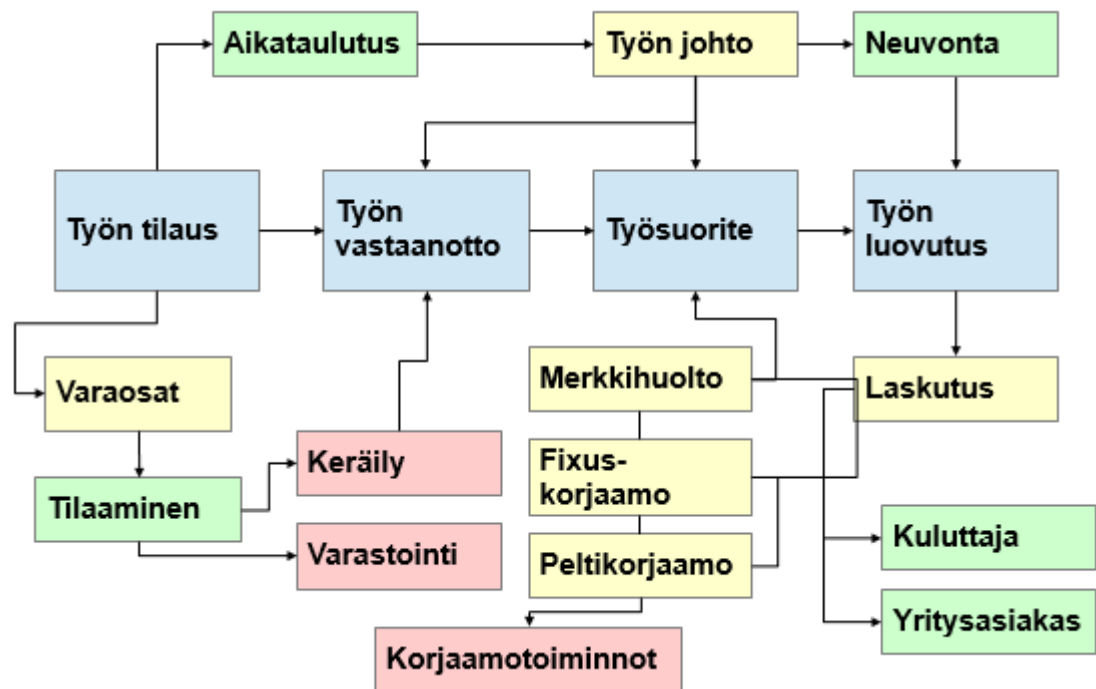 Aikataulutus
Työn johto
Neuvonta
Työn tilaus
Työn
vastaanotto
Työsuorite
Työn
luovutus
Varaosat
Merkkihuolto
Laskutus
Keräily
Fixus-
korjaamo
Tilaaminen
Varastointi
Peltikorjaamo
Kuluttaja
Yritysasiakas
Korjaamotoiminnot